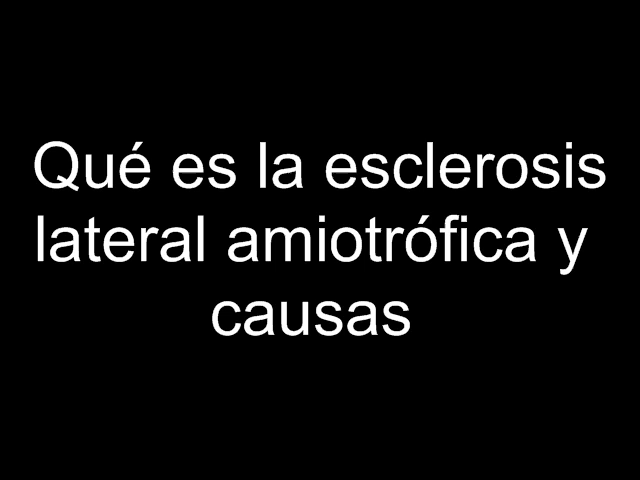 Qué es la esclerosis
lateral amiotrófica y
causas